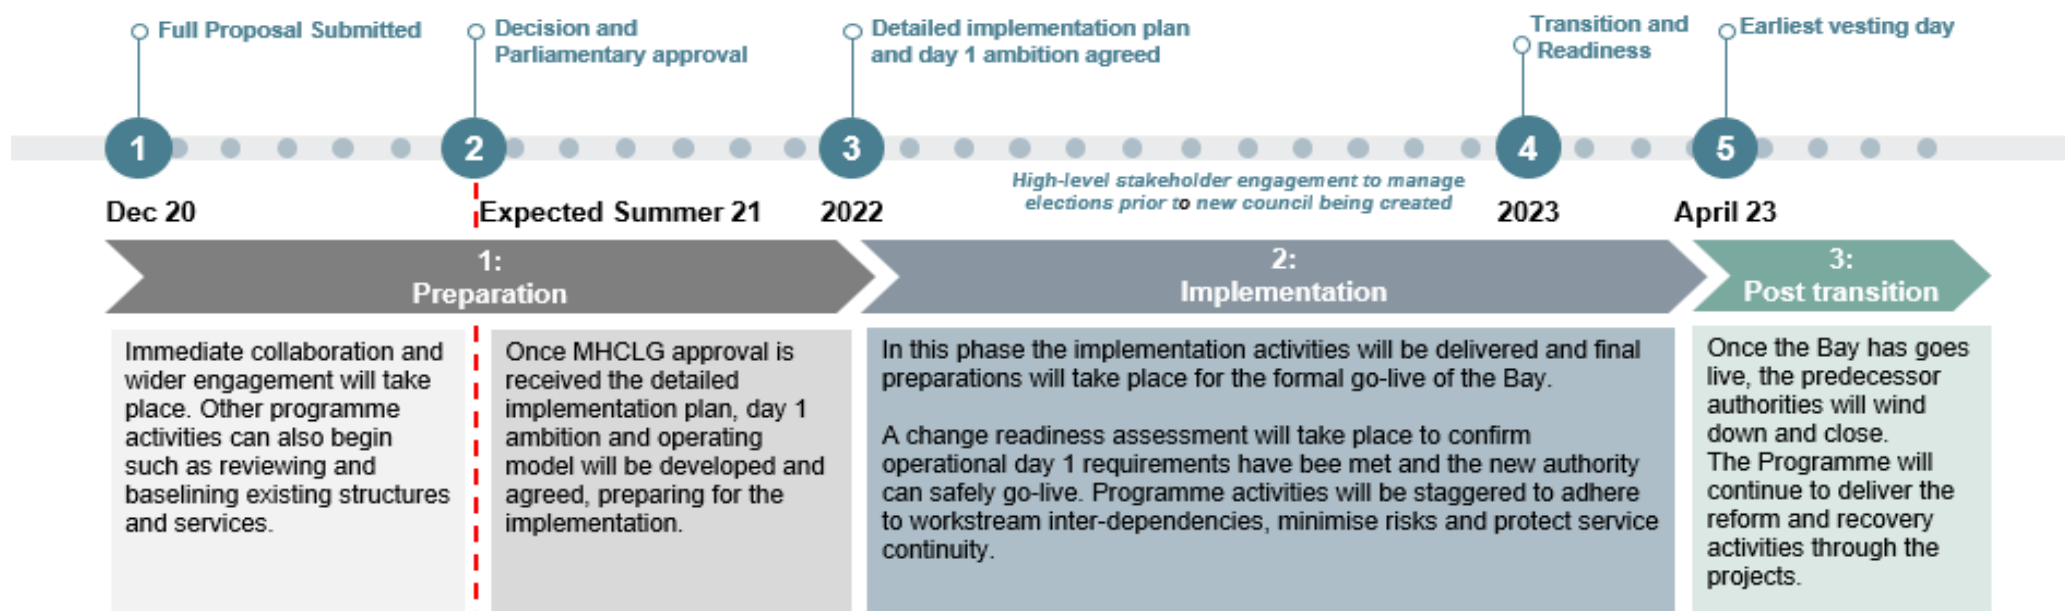 Full Proposal Submitted
Decision and
Parliamentary approval
Detailed implementation plan
and day 1 ambition agreed
Transition and
Readiness
Earliest vesting day
1
2
3
4
5
High-level stakeholder engagement to manage
elections prior to new council being created
Dec 20
Expected Summer 21
2022
2023
April 23
1:
Preparation
2:
Implementation
3:
Post transition
Immediate collaboration and
wider engagement will take
place. Other programme
activities can also begin
such as reviewing and
baselining existing structures
and services.
Once MHCLG approval is
received the detailed
implementation plan, day 1
ambition and operating
model will be developed and
agreed, preparing for the
implementation.
In this phase the implementation activities will be delivered and final
preparations will take place for the formal go-live of the Bay.
A change readiness assessment will take place to confirm
operational day 1 requirements have bee met and the new authority
can safely go-live. Programme activities will be staggered to adhere
to workstream inter-dependencies, minimise risks and protect service
continuity.
Once the Bay has goes
live, the predecessor
authorities will wind
down and close.
The Programme will
continue to deliver the
reform and recovery
activities through the
projects.